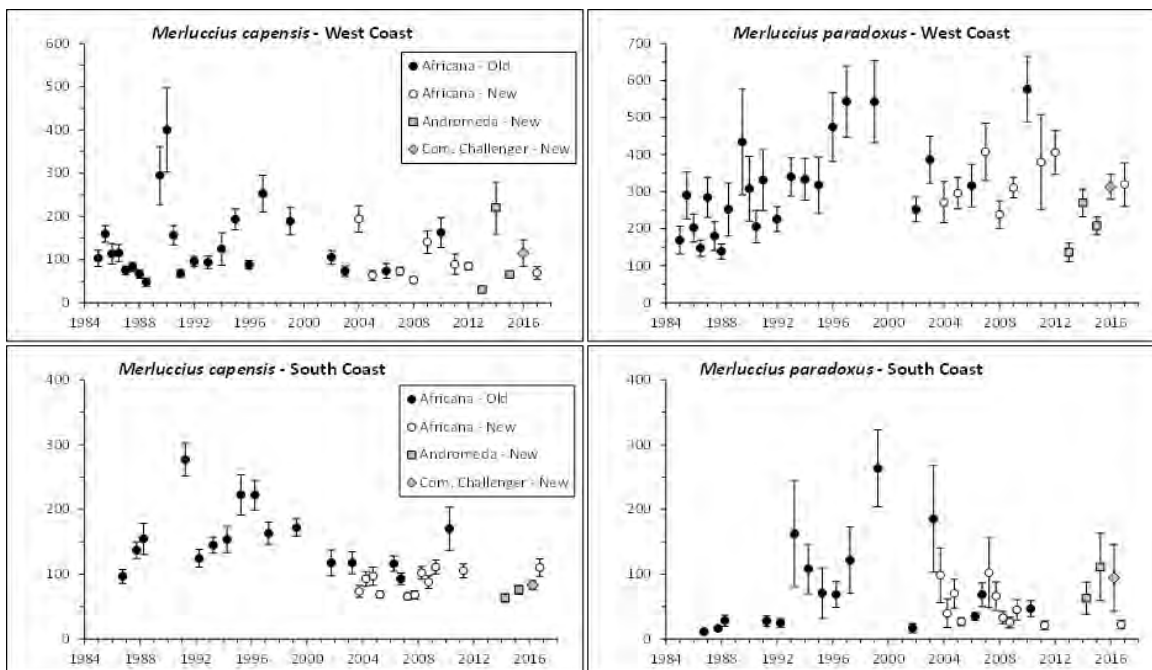 Merluccius capensis - West Coast
600
500
400
300
200
100
0
1984 1988 1992 1996 2000 2004 2008 2012 2016
Africana - Old
Africana - New
Andromeda - New
Com. Challenger - New
Merluccius paradoxus - West Coast
700
600
500
400
300
200
100
0
1984 1988 1992 1996 2000 2004 2008 2012 2016
Merluccius capensis - South Coast
400
300
200
100
0
1984 1988 1992 1996 2000 2004 2008 2012 2016
Africana - Old
Africana - New
Andromeda - New
Com. Challenger - New
Merluccius paradoxus - South Coast
400
300
200
100
0
1984 1988 1992 1996 2000 2004 2008 2012 2016